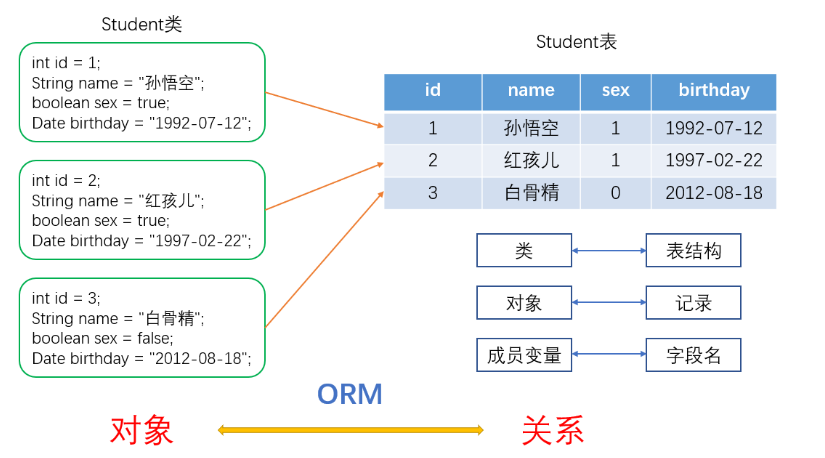 Student类
int id = 1;
String name = "孙悟空";
boolean sex = true;
Date birthday = "1992-07-12";
int id = 2;
String name = "红孩儿";
boolean sex = true;
Date birthday = "1997-02-22";
int id = 3;
String name = "白骨精";
boolean sex = false;
Date birthday = "2012-08-18";
Student表
id name sex birthday
1 孙悟空 1 1992-07-12
2 红孩儿 1 1997-02-22
3 白骨精 0 2012-08-18
类 表结构
对象 记录
成员变量 字段名
ORM
对象 关系